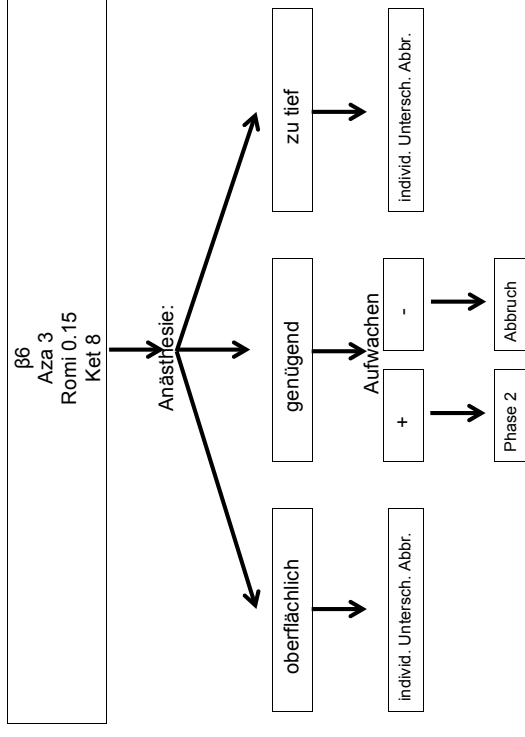 β6
Aza 3
Romi 0.15
Ket 8
Anästhesie:
oberflächlich
genügend
zu tief
individ. Untersch. Abbr.
Aufwachen
individ. Untersch. Abbr.
+
-
Phase 2
Abbruch